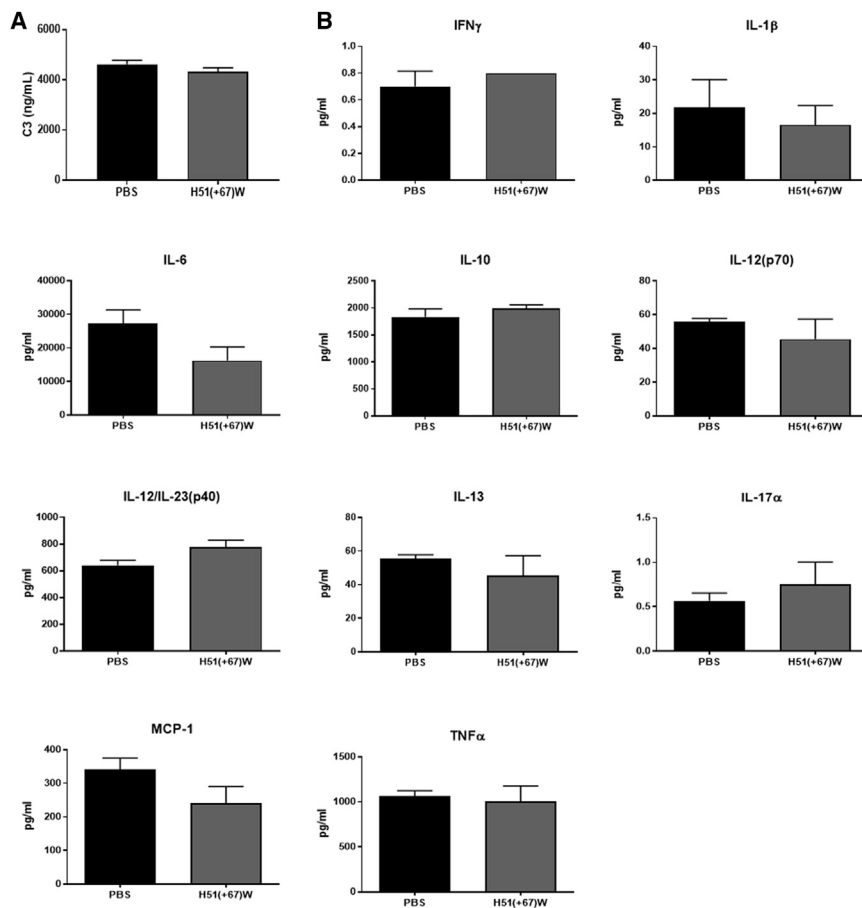 A
C3 (ng/mL)
6000
4000
2000
0
PBS
H51(+67)W
B
IFNγ
pg/ml
1.0
0.8
0.6
0.4
0.2
0.0
PBS
H51(+67)W
IL-1β
pg/ml
40
30
20
10
0
PBS
H51(+67)W
IL-6
pg/ml
40000
30000
20000
10000
0
PBS
H51(+67)W
IL-10
pg/ml
2500
2000
1500
1000
500
0
PBS
H51(+67)W
IL-12(p70)
pg/ml
80
60
40
20
0
PBS
H51(+67)W
IL-12/IL-23(p40)
pg/ml
1000
800
600
400
200
0
PBS
H51(+67)W
IL-13
pg/ml
80
60
40
20
0
PBS
H51(+67)W
IL-17α
pg/ml
1.5
1.0
0.5
0.0
PBS
H51(+67)W
MCP-1
pg/ml
400
300
200
100
0
PBS
H51(+67)W
TNFα
pg/ml
1500
1000
500
0
PBS
H51(+67)W